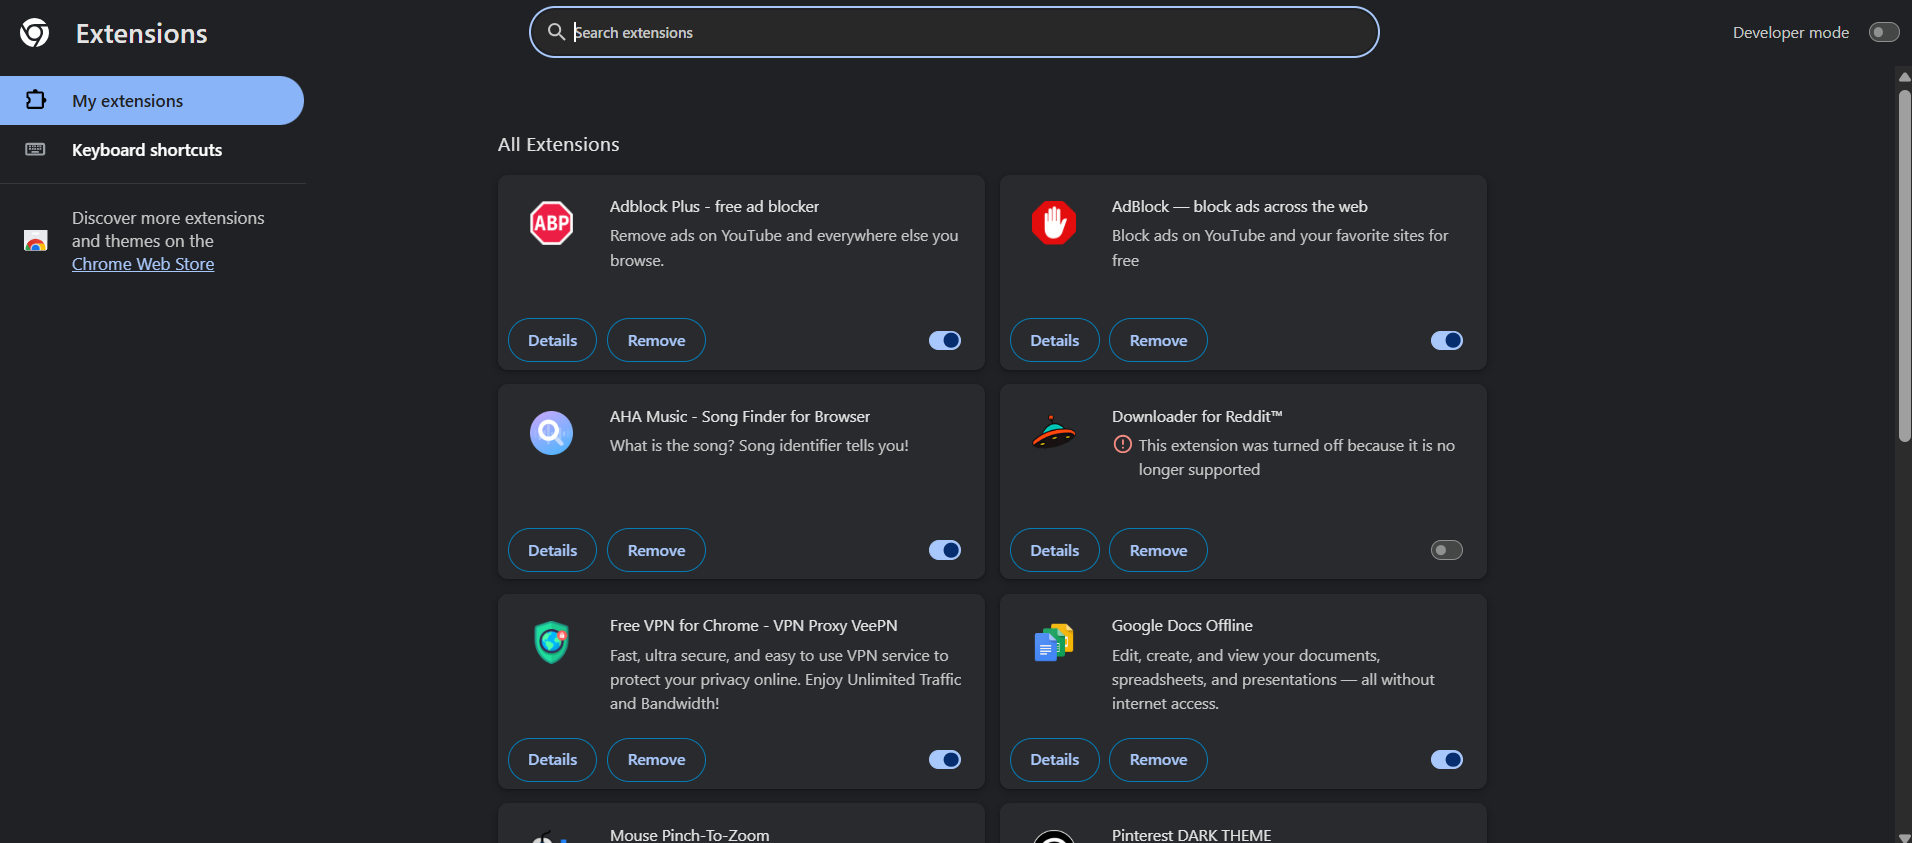 Extensions
Search extensions
Developer mode
My extensions
Keyboard shortcuts
Discover more extensions
and themes on the
Chrome Web Store
All Extensions
ABP
Adblock Plus - free ad blocker
Remove ads on YouTube and everywhere else you
browse.
Details
Remove
AdBlock — block ads across the web
Block ads on YouTube and your favorite sites for
free
Details
Remove
AHA Music - Song Finder for Browser
What is the song? Song identifier tells you!
Details
Remove
Downloader for Reddit™
This extension was turned off because it is no
longer supported
Details
Remove
Free VPN for Chrome - VPN Proxy VeePN
Fast, ultra secure, and easy to use VPN service to
protect your privacy online. Enjoy Unlimited Traffic
and Bandwidth!
Details
Remove
Google Docs Offline
Edit, create, and view your documents,
spreadsheets, and presentations — all without
internet access.
Details
Remove
Mouse Pinch-To-Zoom
Pinterest DARK THEME